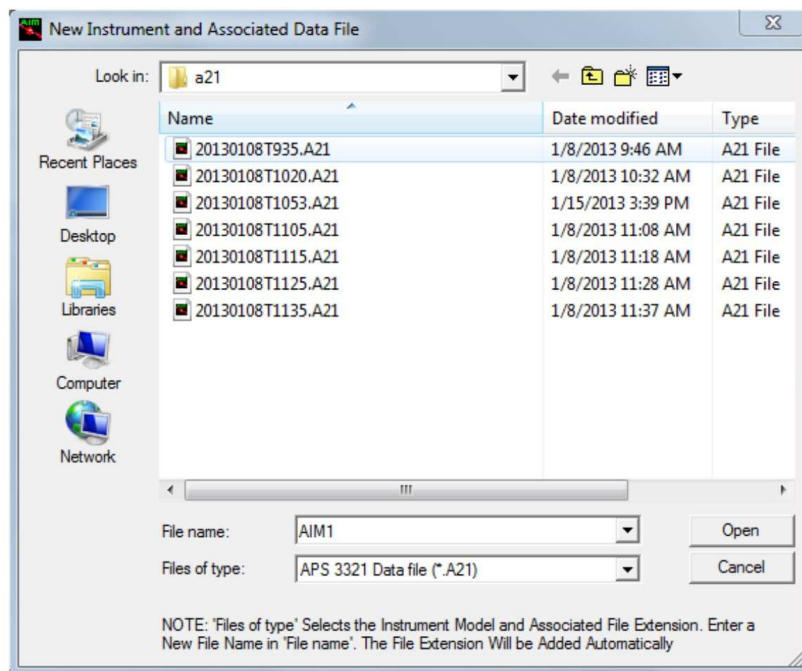 New Instrument and Associated Data File
Look in: a21
Name Date modified Type
20130108T935.A21 1/8/2013 9:46 AM A21 File
20130108T1020.A21 1/8/2013 10:32 AM A21 File
20130108T1053.A21 1/15/2013 3:39 PM A21 File
20130108T1105.A21 1/8/2013 11:08 AM A21 File
20130108T1115.A21 1/8/2013 11:18 AM A21 File
20130108T1125.A21 1/8/2013 11:28 AM A21 File
20130108T1135.A21 1/8/2013 11:37 AM A21 File
Recent Places
Desktop
Libraries
Computer
Network
File name: AIM1 Open
Files of type: APS 3321 Data file (*.A21) Cancel
NOTE: 'Files of type' Selects the Instrument Model and Associated File Extension. Enter a
New File Name in 'File name'. The File Extension Will be Added Automatically